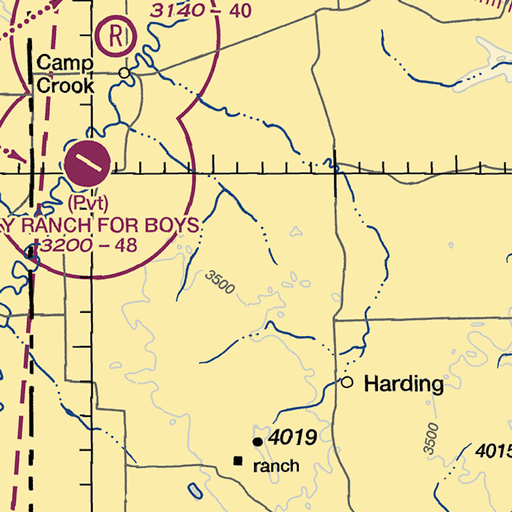 3140 - 40
R
Camp
Crook
(Pvt)
Y RANCH FOR BOYS
3200 - 48
3500
Harding
4019
ranch
3500
4015